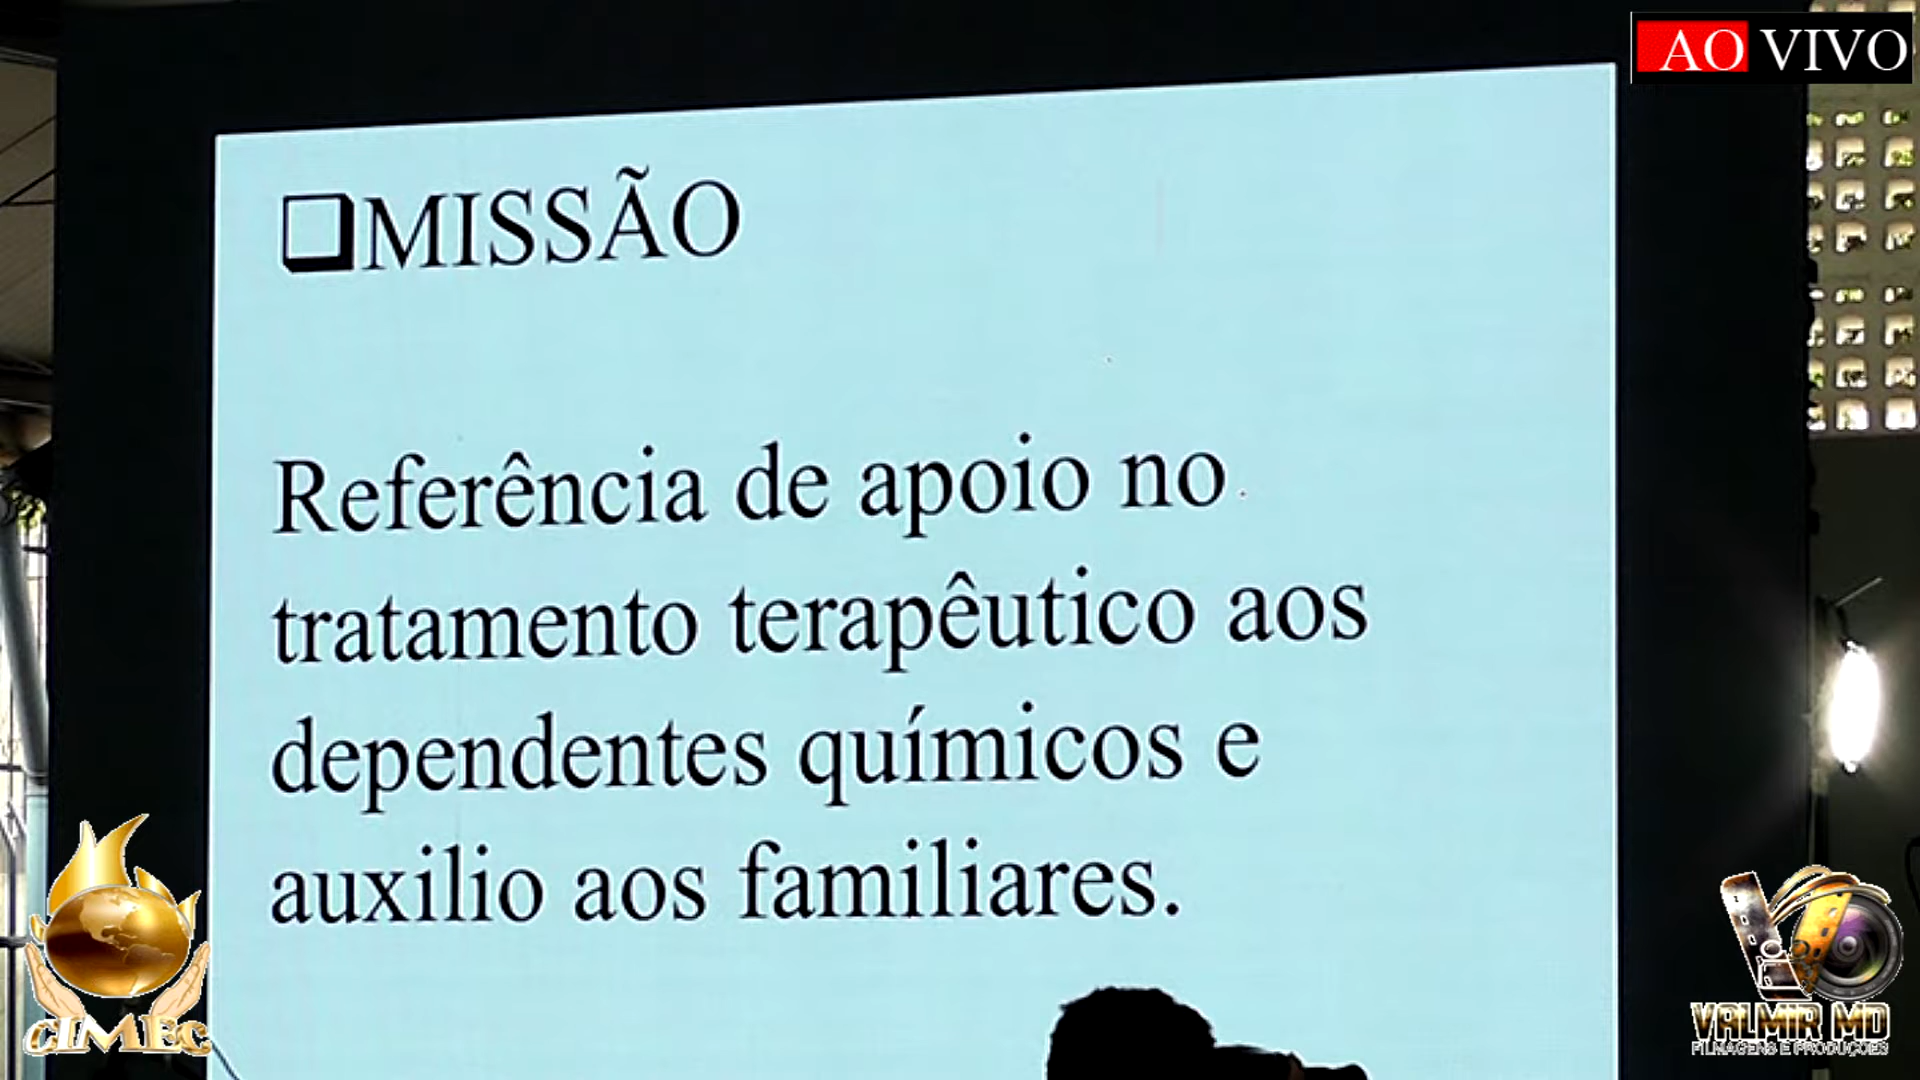 AO VIVO
❑MISSÃO
Referência de apoio no
tratamento terapêutico aos
dependentes químicos e
auxilio aos familiares.
CIMEC
VALMIR MD
FILMAGENS E PRODUÇÕES